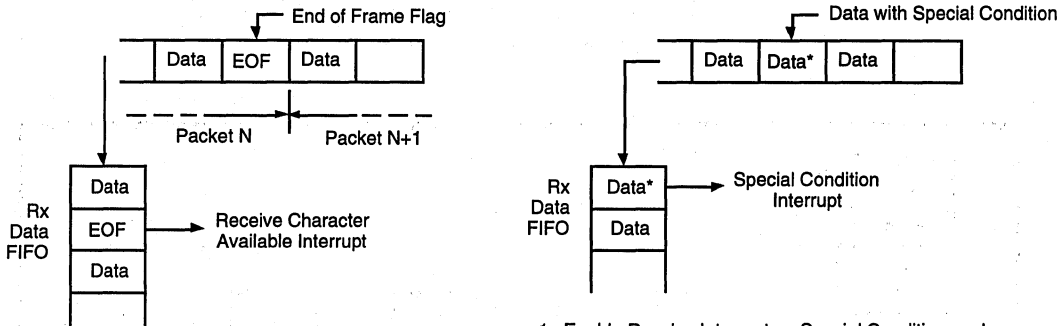 End of Frame Flag
Data EOF Data
Packet N Packet N+1
Rx
Data
FIFO
Data
EOF
Data
Receive Character
Available Interrupt
Data with Special Condition
Data Data* Data
Rx
Data
FIFO
Data*
Data
Special Condition
Interrupt